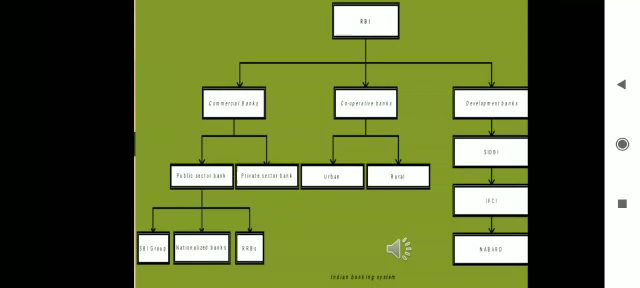 RBI
Commercial Banks
Co-operative banks
Development banks
Public sector bank
Private sector bank
Urban
Rural
SIDBI
IFCI
NABARD
SBI Group
Nationalized banks
RRBs
Indian banking system